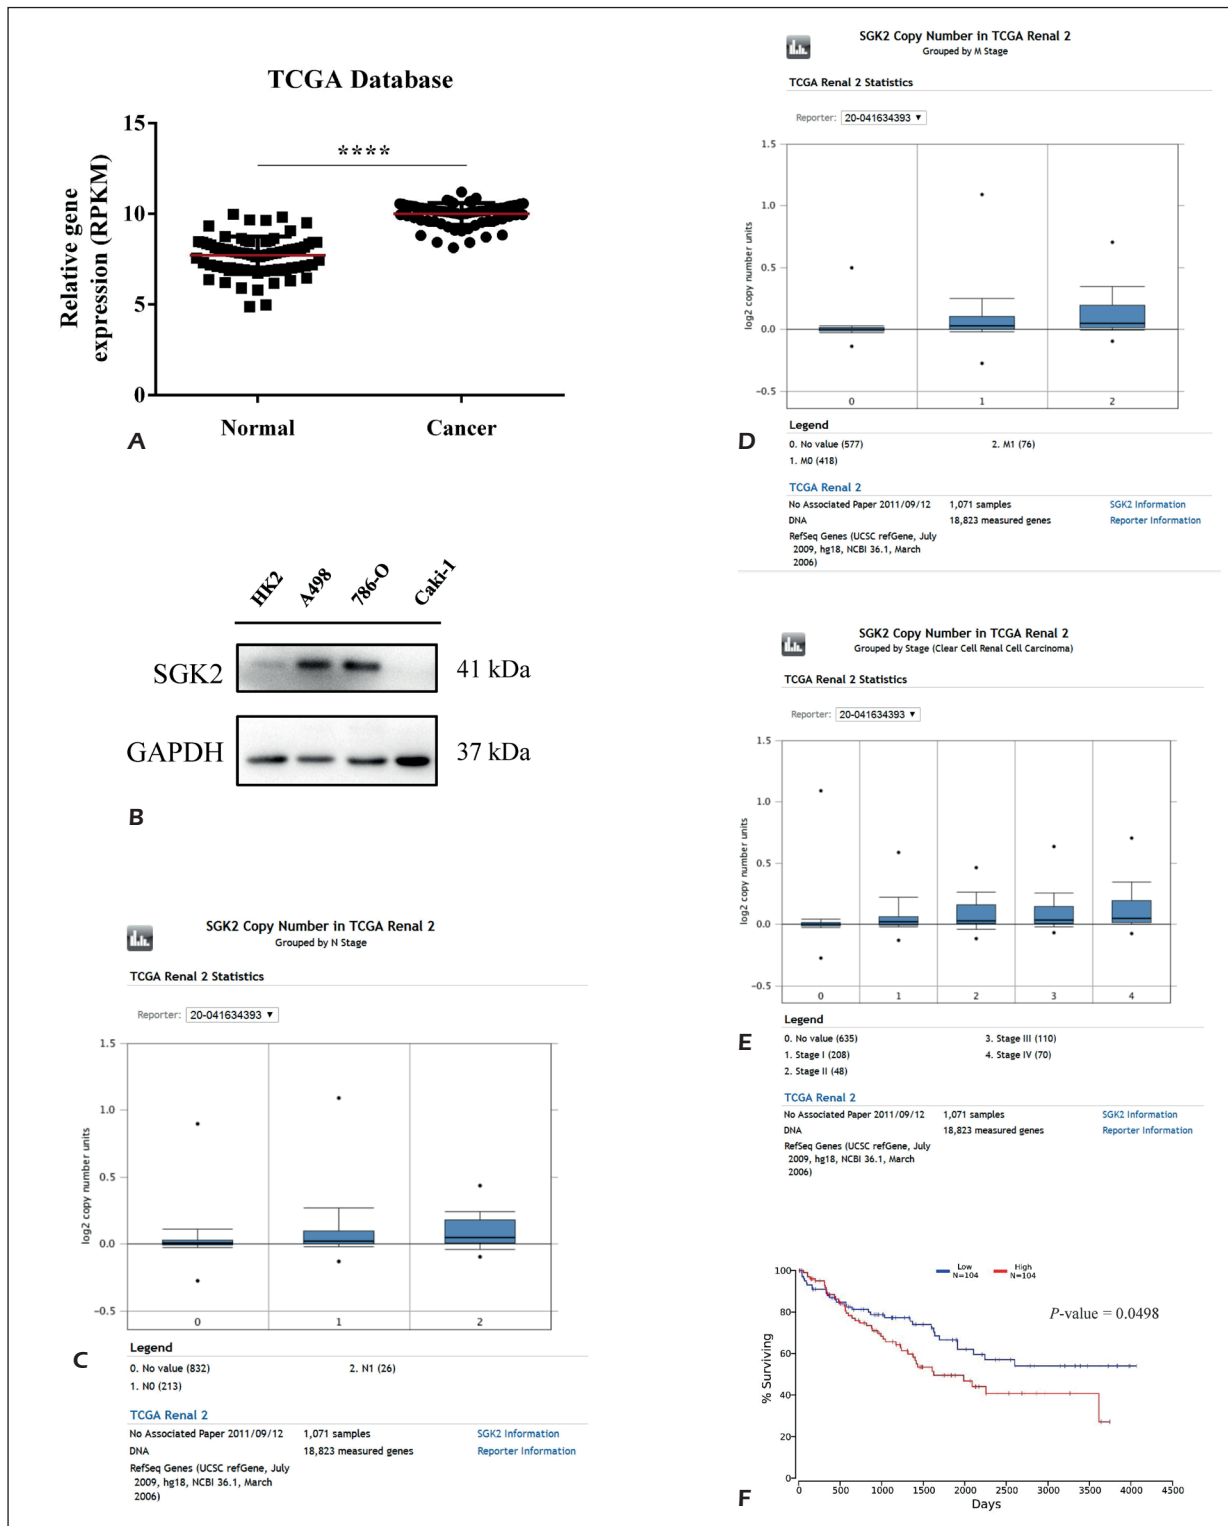 TCGA Database
15
****
10
5
0
Relative gene
expression (RPKM)
Normal
Cancer
A
HK2
A498
786-O
Caki-1
SGK2
41 kDa
GAPDH
37 kDa
B
SGK2 Copy Number in TCGA Renal 2
Grouped by N Stage
TCGA Renal 2 Statistics
Reporter: 20-041634393 ▼
1.5
1.0
0.5
0.0
−0.5
log2 copy number units
0 1 2
C
Legend
0. No value (832) 2. N1 (26)
1. N0 (213)
TCGA Renal 2
No Associated Paper 2011/09/12 1,071 samples SGK2 Information
DNA 18,823 measured genes Reporter Information
RefSeq Genes (UCSC refGene, July
2009, hg18, NCBI 36.1, March
2006)
SGK2 Copy Number in TCGA Renal 2
Grouped by M Stage
TCGA Renal 2 Statistics
Reporter: 20-041634393 ▼
1.5
1.0
0.5
0.0
−0.5
log2 copy number units
0 1 2
D
Legend
0. No value (577) 2. M1 (76)
1. M0 (418)
TCGA Renal 2
No Associated Paper 2011/09/12 1,071 samples SGK2 Information
DNA 18,823 measured genes Reporter Information
RefSeq Genes (UCSC refGene, July
2009, hg18, NCBI 36.1, March
2006)
SGK2 Copy Number in TCGA Renal 2
Grouped by Stage (Clear Cell Renal Cell Carcinoma)
TCGA Renal 2 Statistics
Reporter: 20-041634393 ▼
1.5
1.0
0.5
0.0
−0.5
log2 copy number units
0 1 2 3 4
E
Legend
0. No value (635) 3. Stage III (110)
1. Stage I (208) 4. Stage IV (70)
2. Stage II (48)
TCGA Renal 2
No Associated Paper 2011/09/12 1,071 samples SGK2 Information
DNA 18,823 measured genes Reporter Information
RefSeq Genes (UCSC refGene, July
2009, hg18, NCBI 36.1, March
2006)
Low High
N=104 N=104
P-value = 0.0498
100
80
60
40
20
0
% Surviving
0 500 1000 1500 2000 2500 3000 3500 4000 4500
Days
F